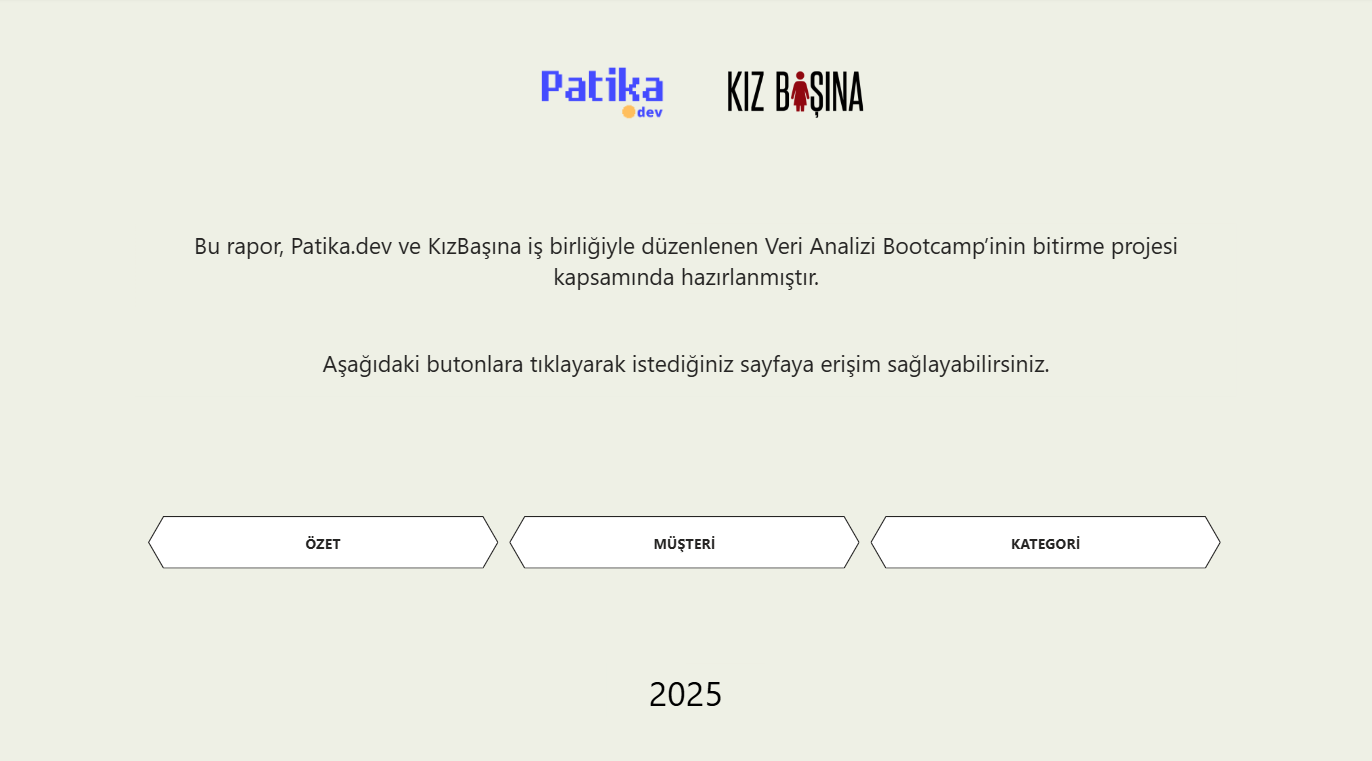 Patika
dev
KIZ BAŞINA
Bu rapor, Patika.dev ve KızBaşına iş birliğiyle düzenlenen Veri Analizi Bootcamp’inin bitirme projesi
kapsamında hazırlanmıştır.
Aşağıdaki butonlara tıklayarak istediğiniz sayfaya erişim sağlayabilirsiniz.
ÖZET
MÜŞTERİ
KATEGORİ
2025